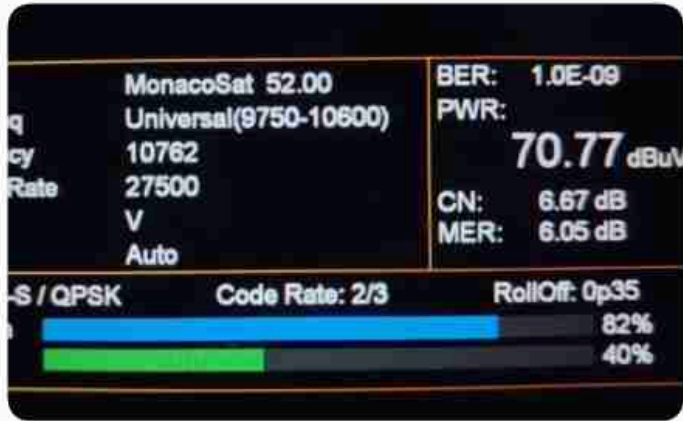 MonacoSat 52.00
q Universal(9750-10600)
cy 10762
Rate 27500
V
Auto
BER: 1.0E-09
PWR:
70.77 dBuV
CN: 6.67 dB
MER: 6.05 dB
-S / QPSK Code Rate: 2/3 RollOff: 0p35
82%
40%